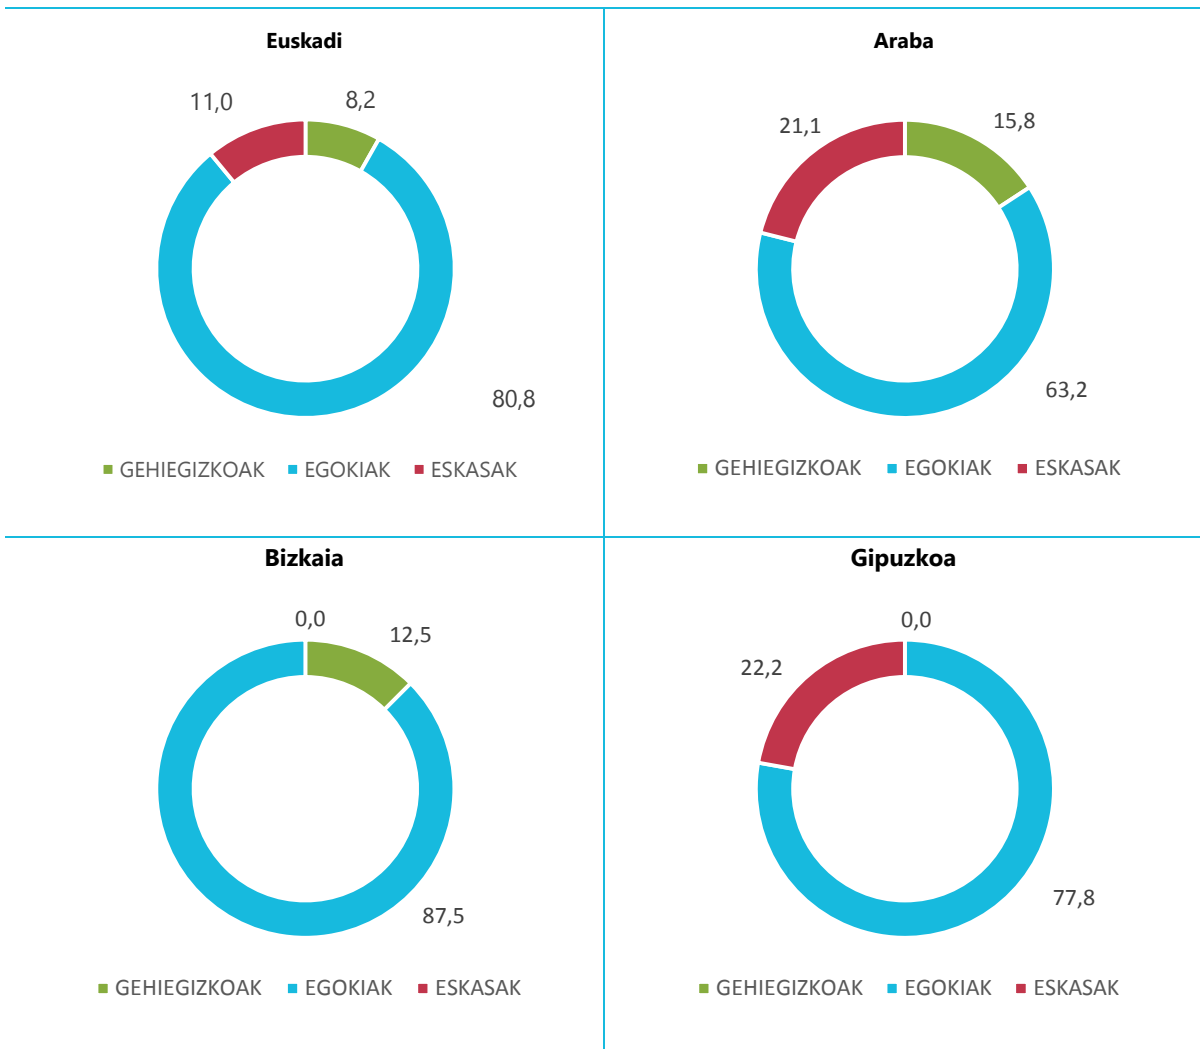 Euskadi
11,0
8,2
80,8
GEHIEGIZKOAK EGOKIAK ESKASAK
Araba
21,1
15,8
63,2
GEHIEGIZKOAK EGOKIAK ESKASAK
Bizkaia
0,0
12,5
87,5
GEHIEGIZKOAK EGOKIAK ESKASAK
Gipuzkoa
0,0
22,2
77,8
GEHIEGIZKOAK EGOKIAK ESKASAK